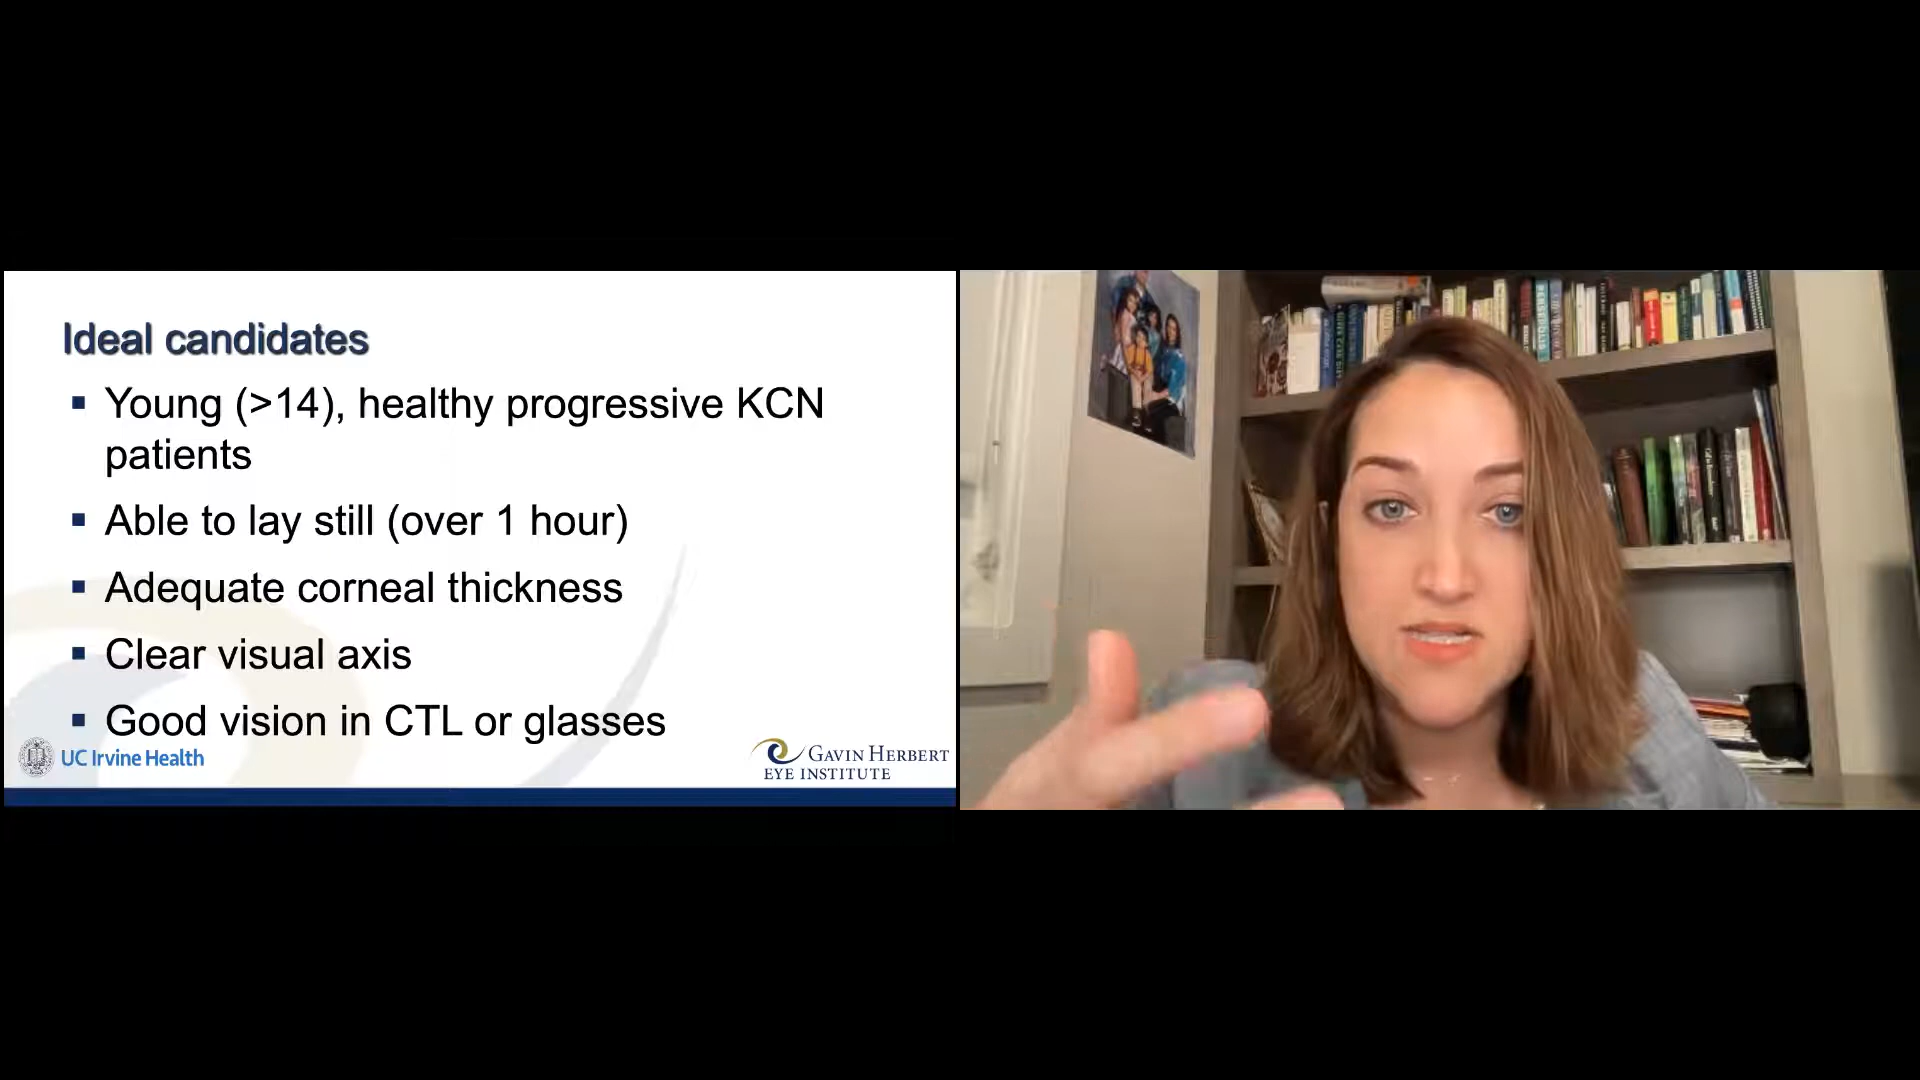 Ideal candidates
▪ Young (>14), healthy progressive KCN
patients
▪ Able to lay still (over 1 hour)
▪ Adequate corneal thickness
▪ Clear visual axis
▪ Good vision in CTL or glasses
UC Irvine Health
GAVIN HERBERT
EYE INSTITUTE
PERSEPOLIS